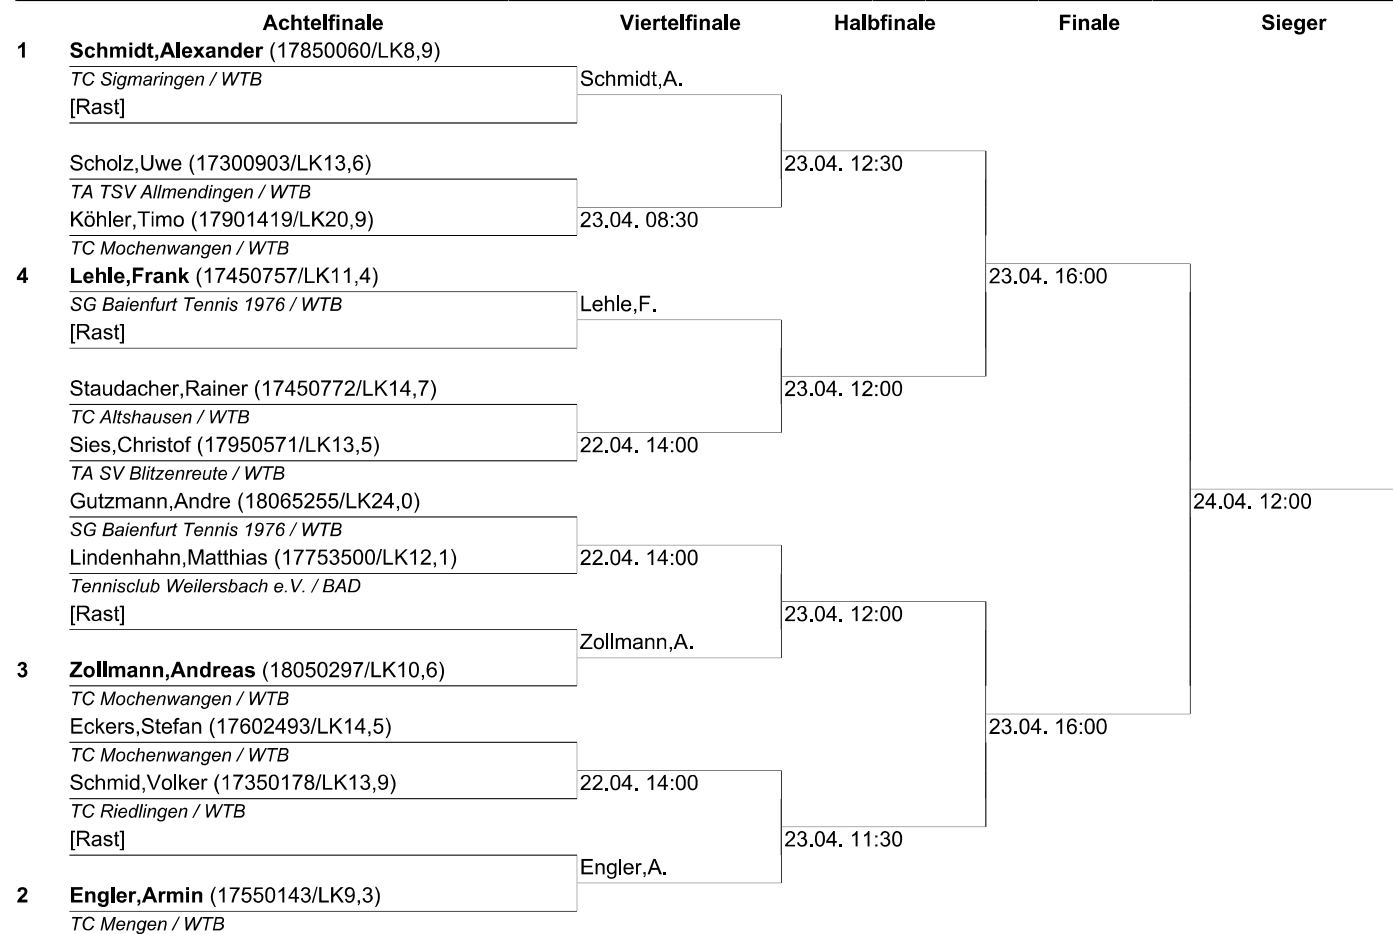 Achtelfinale Viertelfinale Halbfinale Finale Sieger
1 Schmidt,Alexander (17850060/LK8,9)
TC Sigmaringen / WTB Schmidt,A.
[Rast]
Scholz,Uwe (17300903/LK13,6) 23.04. 12:30
TA TSV Allmendingen / WTB
Köhler,Timo (17901419/LK20,9) 23.04. 08:30
TC Mochenwangen / WTB
4 Lehle,Frank (17450757/LK11,4) 23.04. 16:00
SG Baienfurt Tennis 1976 / WTB Lehle,F.
[Rast]
Staudacher,Rainer (17450772/LK14,7) 23.04. 12:00
TC Altshausen / WTB
Sies,Christof (17950571/LK13,5) 22.04. 14:00
TA SV Blitzenreute / WTB
Gutzmann,Andre (18065255/LK24,0) 24.04. 12:00
SG Baienfurt Tennis 1976 / WTB
Lindenhahn,Matthias (17753500/LK12,1) 22.04. 14:00
Tennisclub Weilersbach e.V. / BAD
[Rast] 23.04. 12:00
Zollmann,A.
3 Zollmann,Andreas (18050297/LK10,6)
TC Mochenwangen / WTB
Eckers,Stefan (17602493/LK14,5) 23.04. 16:00
TC Mochenwangen / WTB
Schmid,Volker (17350178/LK13,9) 22.04. 14:00
TC Riedlingen / WTB
[Rast] 23.04. 11:30
Engler,A.
2 Engler,Armin (17550143/LK9,3)
TC Mengen / WTB